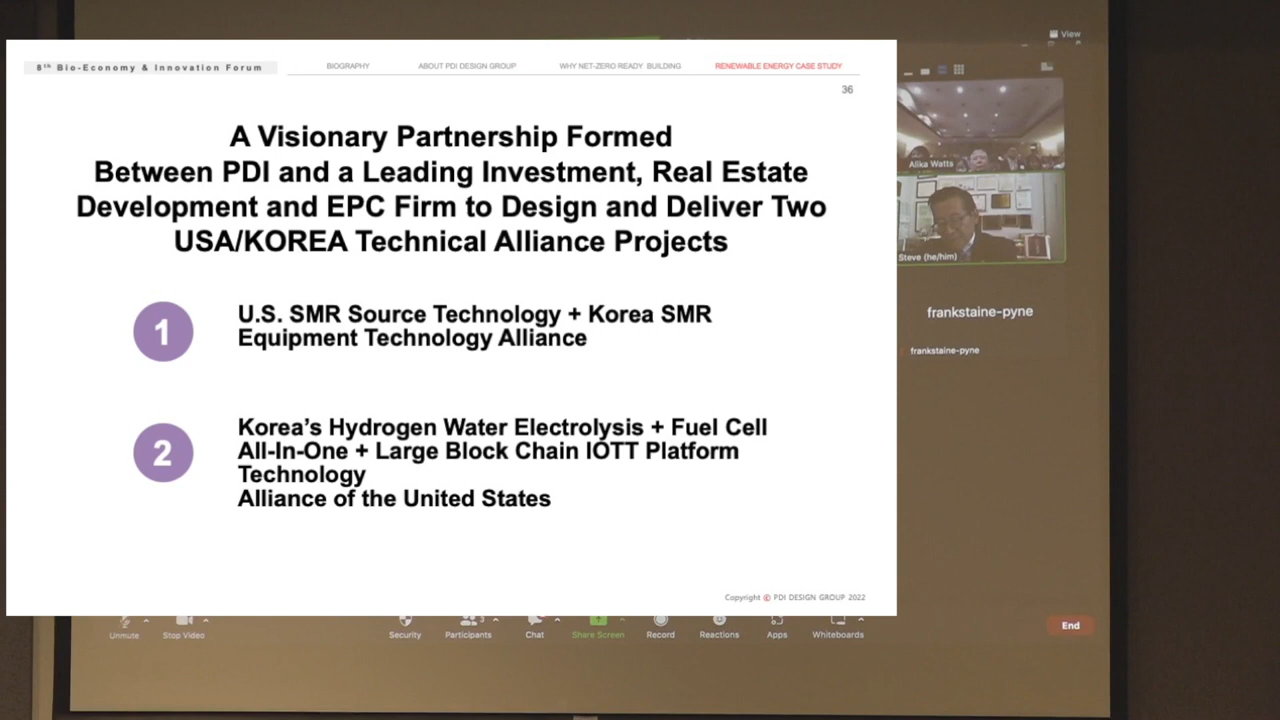 View
8th Bio-Economy & Innovation Forum
BIOGRAPHY
ABOUT PDI DESIGN GROUP
WHY NET-ZERO READY BUILDING
RENEWABLE ENERGY CASE STUDY
36
A Visionary Partnership Formed
Between PDI and a Leading Investment, Real Estate
Development and EPC Firm to Design and Deliver Two
USA/KOREA Technical Alliance Projects
1
U.S. SMR Source Technology + Korea SMR
Equipment Technology Alliance
2
Korea's Hydrogen Water Electrolysis + Fuel Cell
All-In-One + Large Block Chain IOTT Platform
Technology
Alliance of the United States
Copyright © PDI DESIGN GROUP 2022
Alika Watts
Steve (he/him)
frankstaine-pyne
frankstaine-pyne
Unmute
Stop Video
Security
Participants
3
Chat
Share Screen
Record
Reactions
Apps
Whiteboards
End